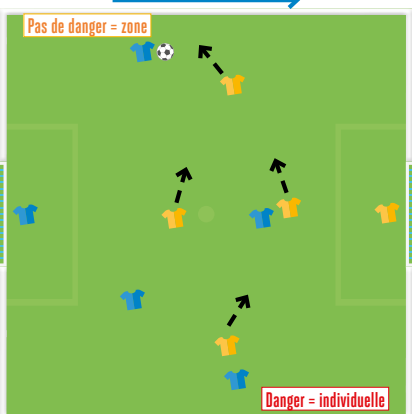 Pas de danger = zone
Danger = individuelle